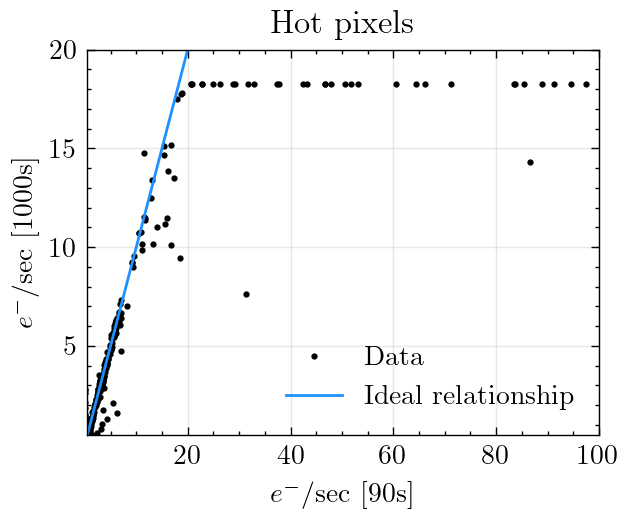 Hot pixels
e⁻/sec [1000s]
20
15
10
5
Data
Ideal relationship
20 40 60 80 100
e⁻/sec [90s]